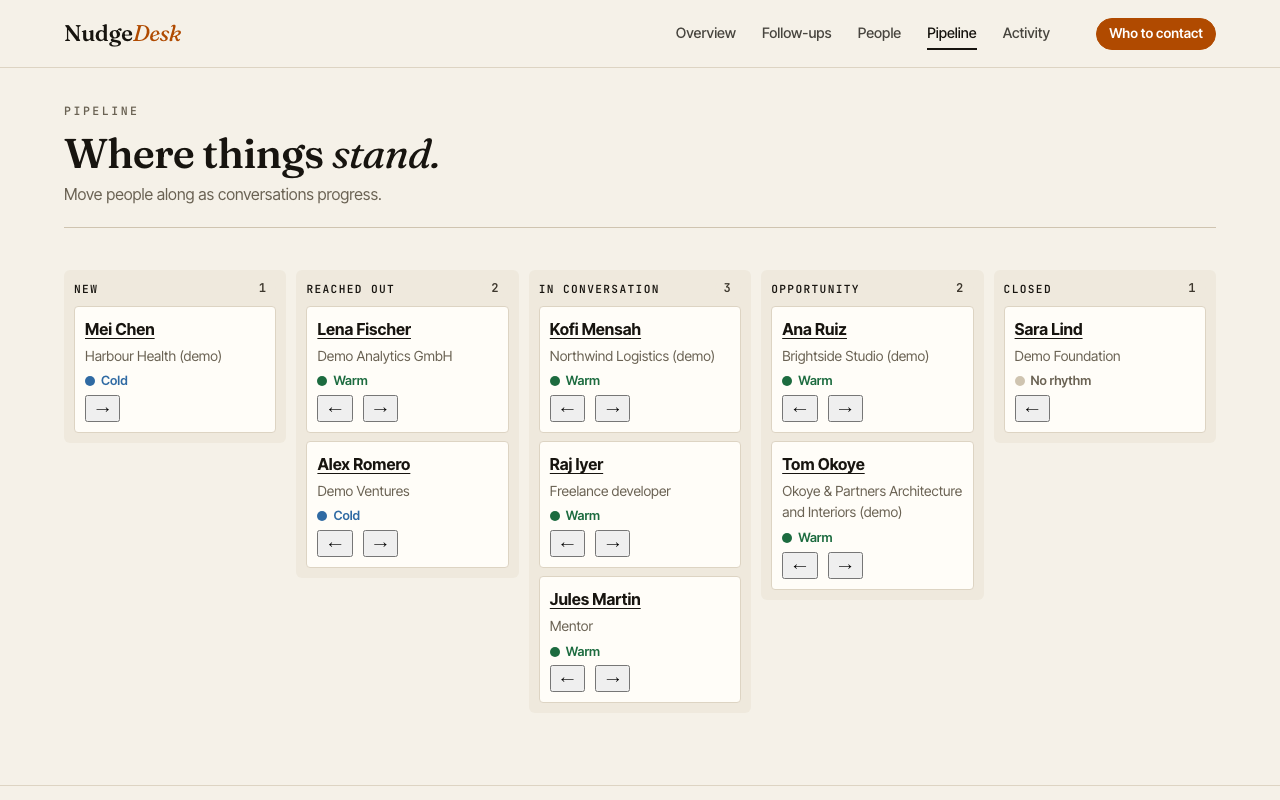 NudgeDesk
Overview Follow-ups People Pipeline Activity Who to contact
PIPELINE
Where things stand.
Move people along as conversations progress.
NEW 1
Mei Chen
Harbour Health (demo)
Cold
→
REACHED OUT 2
Lena Fischer
Demo Analytics GmbH
Warm
← →
Alex Romero
Demo Ventures
Cold
← →
IN CONVERSATION 3
Kofi Mensah
Northwind Logistics (demo)
Warm
← →
Raj Iyer
Freelance developer
Warm
← →
Jules Martin
Mentor
Warm
← →
OPPORTUNITY 2
Ana Ruiz
Brightside Studio (demo)
Warm
← →
Tom Okoye
Okoye & Partners Architecture
and Interiors (demo)
Warm
← →
CLOSED 1
Sara Lind
Demo Foundation
No rhythm
←